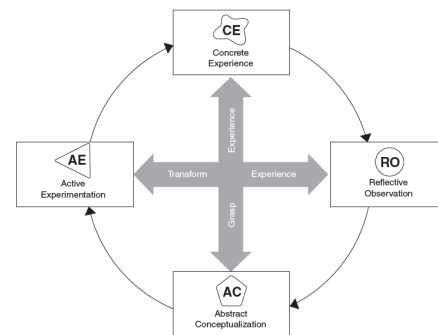 CE
Concrete
Experience
Experience
AE
Active
Experimentation
Transform
Experience
RO
Reflective
Observation
Grasp
AC
Abstract
Conceptualization